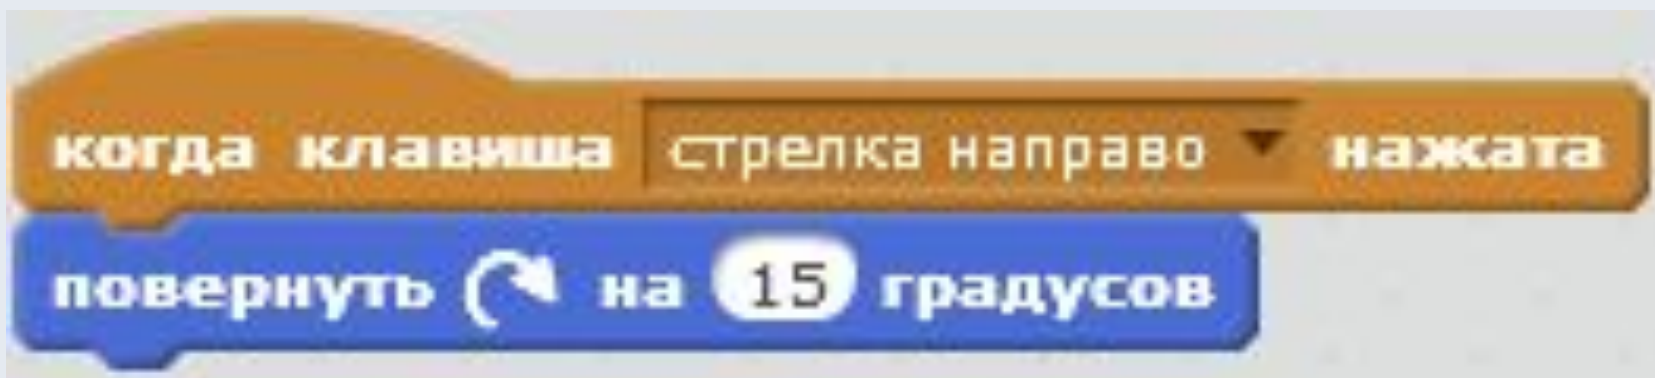 когда клавиша стрелка направо нажата
повернуть на 15 градусов